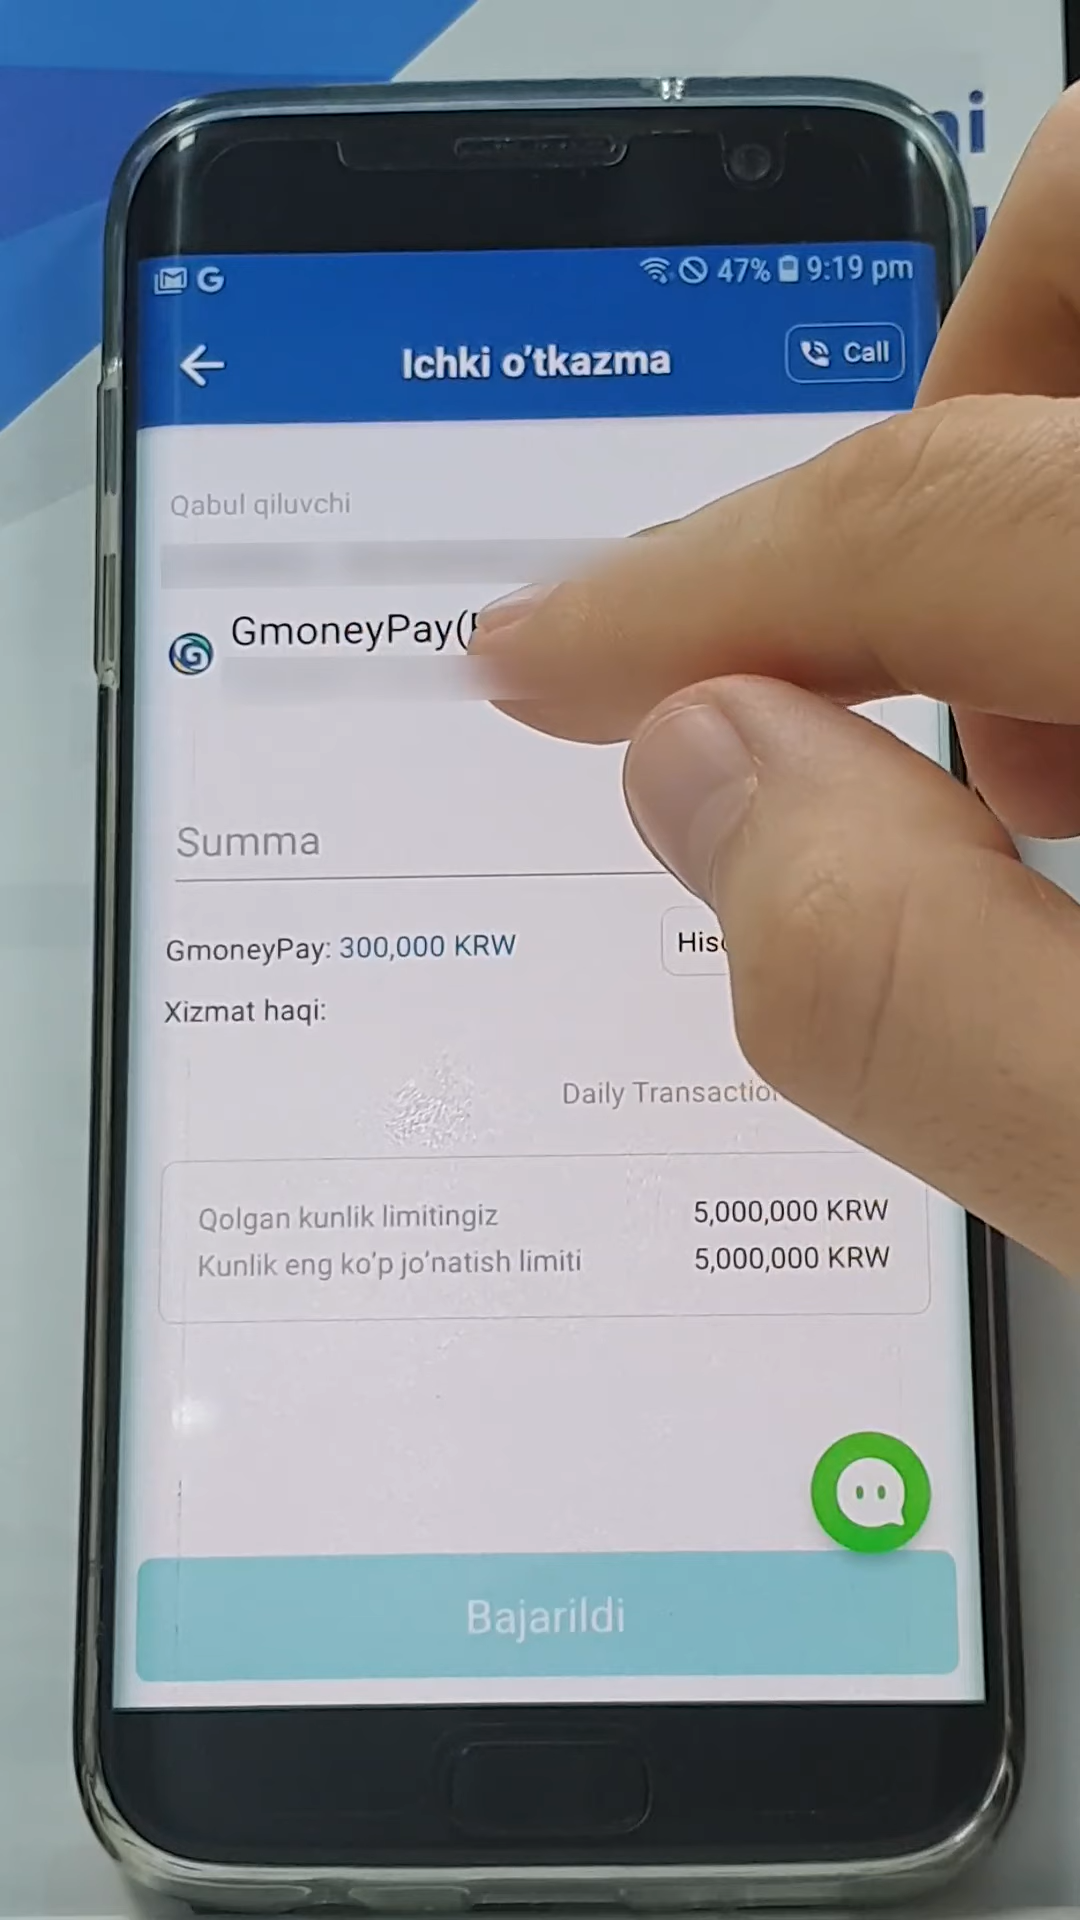 G 47% 9:19 pm
Ichki o‘tkazma
Call
Qabul qiluvchi
GmoneyPay(
Summa
GmoneyPay: 300,000 KRW
Xizmat haqi:
Daily
Qolgan kunlik limitingiz 5,000,000 KRW
Kunlik eng ko‘p jo‘natish limiti 5,000,000 KRW
Bajarildi